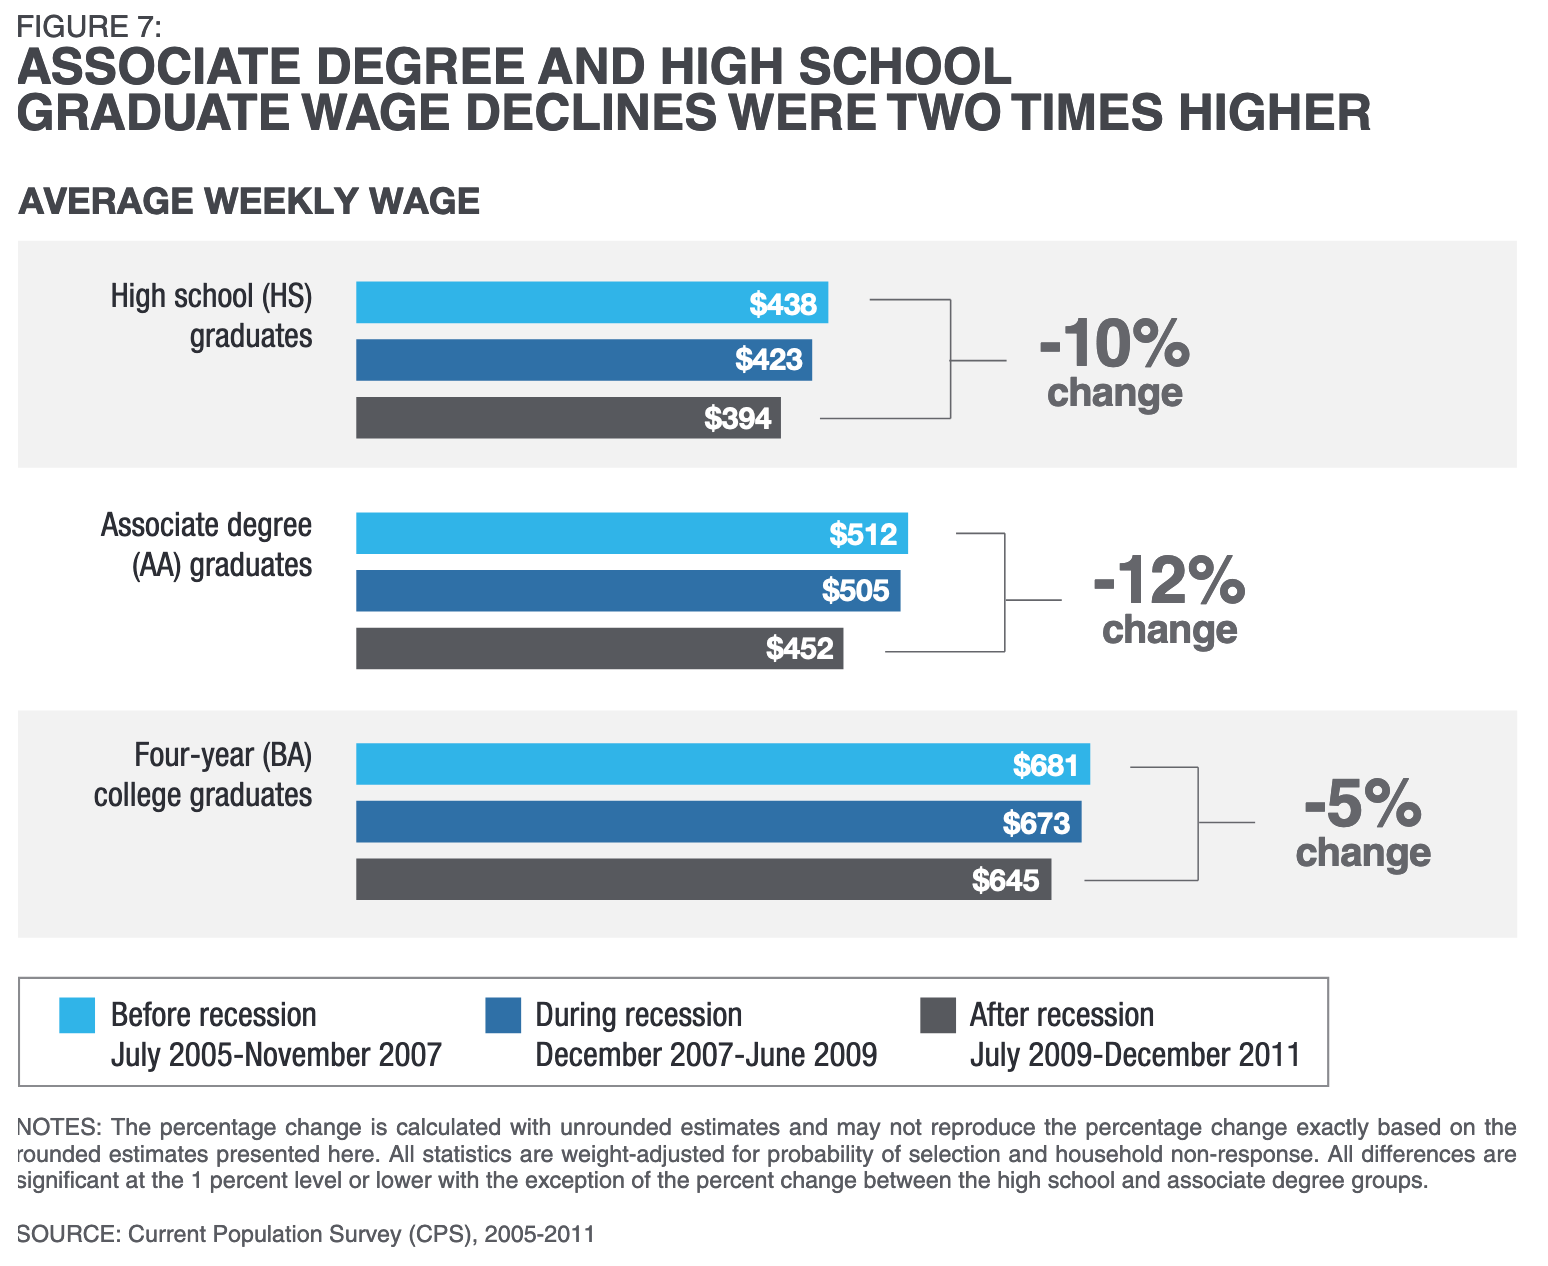 FIGURE 7:
ASSOCIATE DEGREE AND HIGH SCHOOL
GRADUATE WAGE DECLINES WERE TWO TIMES HIGHER
AVERAGE WEEKLY WAGE
High school (HS)
graduates
$438
$423
$394
-10%
change
Associate degree
(AA) graduates
$512
$505
$452
-12%
change
Four-year (BA)
college graduates
$681
$673
$645
-5%
change
Before recession
July 2005-November 2007
During recession
December 2007-June 2009
After recession
July 2009-December 2011
NOTES: The percentage change is calculated with unrounded estimates and may not reproduce the percentage change exactly based on the
rounded estimates presented here. All statistics are weight-adjusted for probability of selection and household non-response. All differences are
significant at the 1 percent level or lower with the exception of the percent change between the high school and associate degree groups.
SOURCE: Current Population Survey (CPS), 2005-2011